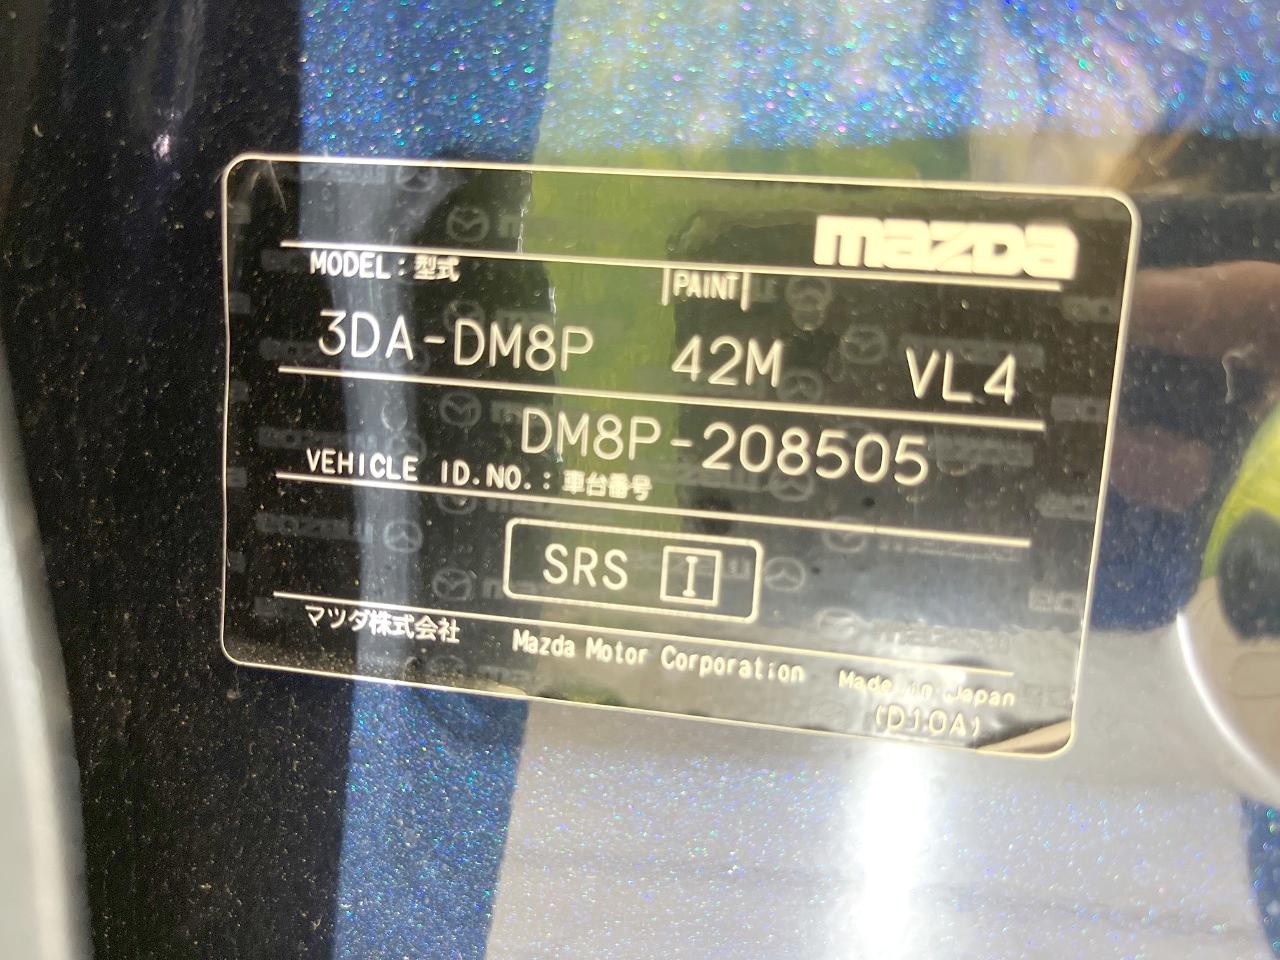 mazda
MODEL：型式 PAINT
3DA-DM8P 42M VL4
DM8P-208505
VEHICLE ID.NO.：車台番号
SRS I
マツダ株式会社 Mazda Motor Corporation Made in Japan
(D10A)